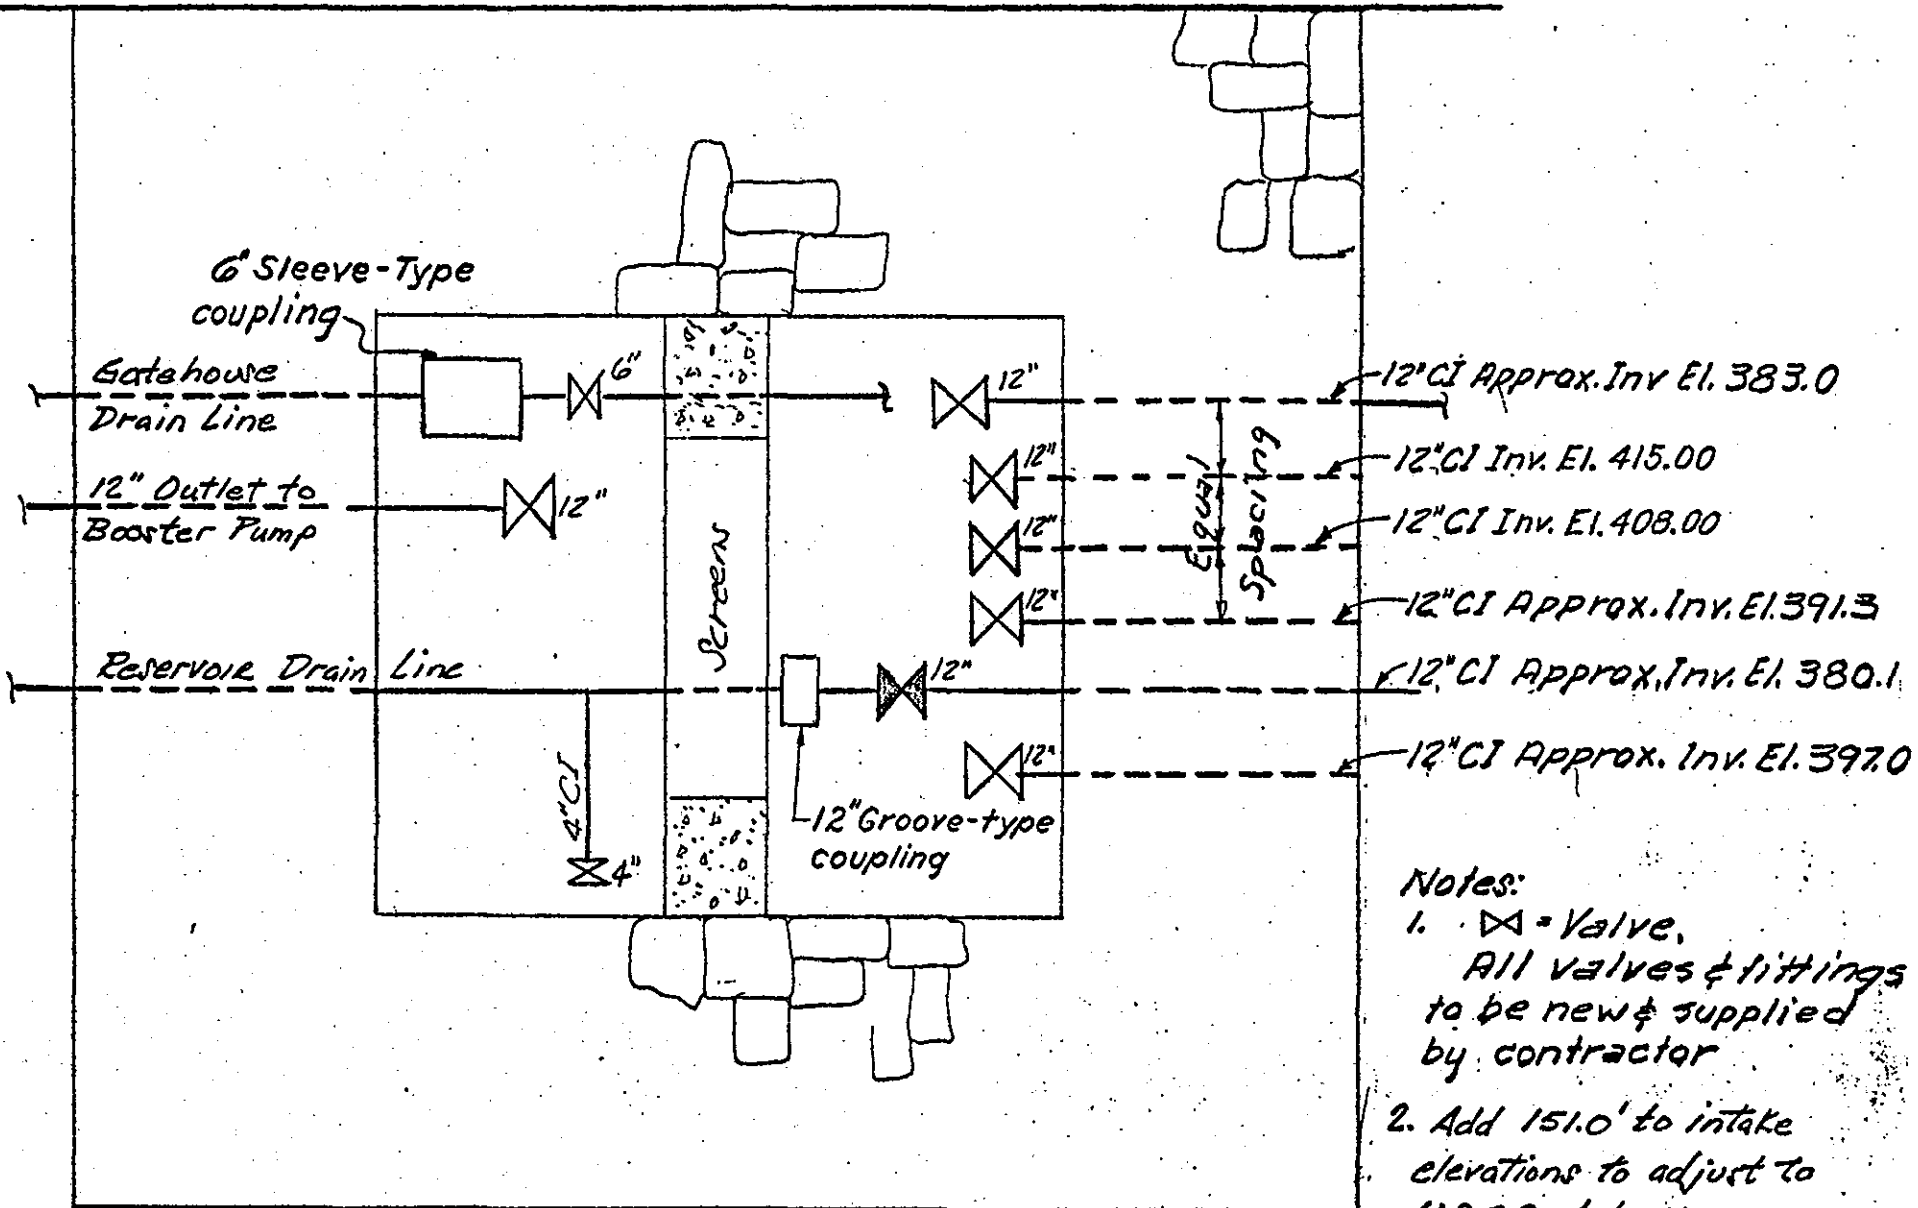 6" Sleeve-Type
coupling
Gatehouse
Drain Line
6"
12"
12" CI Approx. Inv El. 383.0
12" Outlet to
Booster Pump
12"
12"
12" CI Inv. El. 415.00
12"
12" CI Inv. El. 408.00
Equal
Spacing
Screens
12"
12" CI Approx. Inv. El. 391.3
Reservoir Drain Line
12"
12" CI Approx. Inv. El. 380.1
12"
12" CI Approx. Inv. El. 397.0
4" CI
4"
12" Groove-type
coupling
Notes:
1. ⋈ = Valve.
All valves & fittings
to be new & supplied
by contractor
2. Add 151.0' to intake
elevations to adjust to